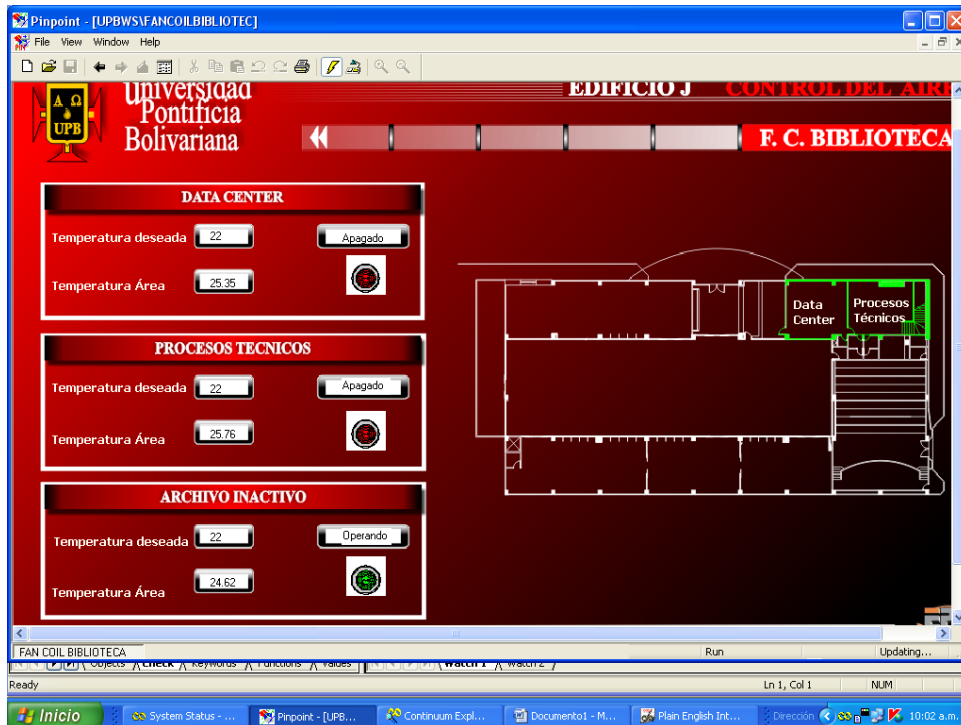 Pinpoint - [UPBWS\FANCOILBIBLIOTEC]
File View Window Help
Α Ω
UPB
Universidad
Pontificia
Bolivariana
EDIFICIO J CONTROL DEL AIRE
F. C. BIBLIOTECA
DATA CENTER
Temperatura deseada 22 Apagado
Temperatura Área 25.35
PROCESOS TECNICOS
Temperatura deseada 22 Apagado
Temperatura Área 25.76
ARCHIVO INACTIVO
Temperatura deseada 22 Operando
Temperatura Área 24.62
Data
Center
Procesos
Técnicos
FAN COIL BIBLIOTECA Run Updating...
Objects Check Keywords Functions Values Watch 1 Watch 2
Ready Ln 1, Col 1 NUM
Inicio System Status - ... Pinpoint - [UPB... Continuum Expl... Documento1 - M... Plain English Int... Dirección 10:02 a.m.